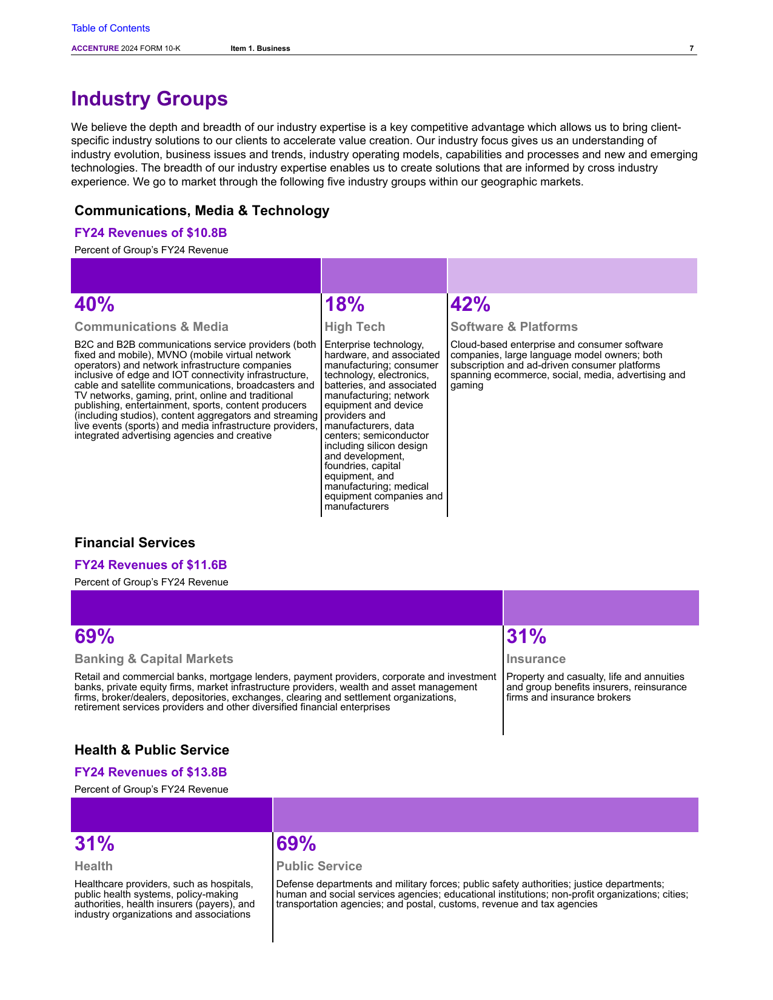 Table of Contents
ACCENTURE 2024 FORM 10-K Item 1. Business 7
Industry Groups
We believe the depth and breadth of our industry expertise is a key competitive advantage which allows us to bring client-
specific industry solutions to our clients to accelerate value creation. Our industry focus gives us an understanding of
industry evolution, business issues and trends, industry operating models, capabilities and processes and new and emerging
technologies. The breadth of our industry expertise enables us to create solutions that are informed by cross industry
experience. We go to market through the following five industry groups within our geographic markets.
Communications, Media & Technology
FY24 Revenues of $10.8B
Percent of Group's FY24 Revenue
40%
Communications & Media
B2C and B2B communications service providers (both
fixed and mobile), MVNO (mobile virtual network
operators) and network infrastructure companies
inclusive of edge and IOT connectivity infrastructure,
cable and satellite communications, broadcasters and
TV networks, gaming, print, online and traditional
publishing, entertainment, sports, content producers
(including studios), content aggregators and streaming
live events (sports) and media infrastructure providers,
integrated advertising agencies and creative
18%
High Tech
Enterprise technology,
hardware, and associated
manufacturing; consumer
technology, electronics,
batteries, and associated
manufacturing; network
equipment and device
providers and
manufacturers, data
centers; semiconductor
including silicon design
and development,
foundries, capital
equipment, and
manufacturing; medical
equipment companies and
manufacturers
42%
Software & Platforms
Cloud-based enterprise and consumer software
companies, large language model owners; both
subscription and ad-driven consumer platforms
spanning ecommerce, social, media, advertising and
gaming
Financial Services
FY24 Revenues of $11.6B
Percent of Group's FY24 Revenue
69%
Banking & Capital Markets
Retail and commercial banks, mortgage lenders, payment providers, corporate and investment
banks, private equity firms, market infrastructure providers, wealth and asset management
firms, broker/dealers, depositories, exchanges, clearing and settlement organizations,
retirement services providers and other diversified financial enterprises
31%
Insurance
Property and casualty, life and annuities
and group benefits insurers, reinsurance
firms and insurance brokers
Health & Public Service
FY24 Revenues of $13.8B
Percent of Group's FY24 Revenue
31%
Health
Healthcare providers, such as hospitals,
public health systems, policy-making
authorities, health insurers (payers), and
industry organizations and associations
69%
Public Service
Defense departments and military forces; public safety authorities; justice departments;
human and social services agencies; educational institutions; non-profit organizations; cities;
transportation agencies; and postal, customs, revenue and tax agencies